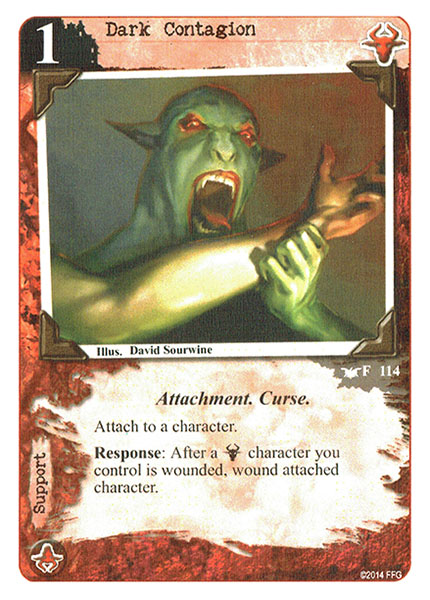 1
Dark Contagion
Illus. David Sourwine
F 114
Attachment. Curse.
Attach to a character.
Response: After a character you
control is wounded, wound attached
character.
Support
©2014 FFG